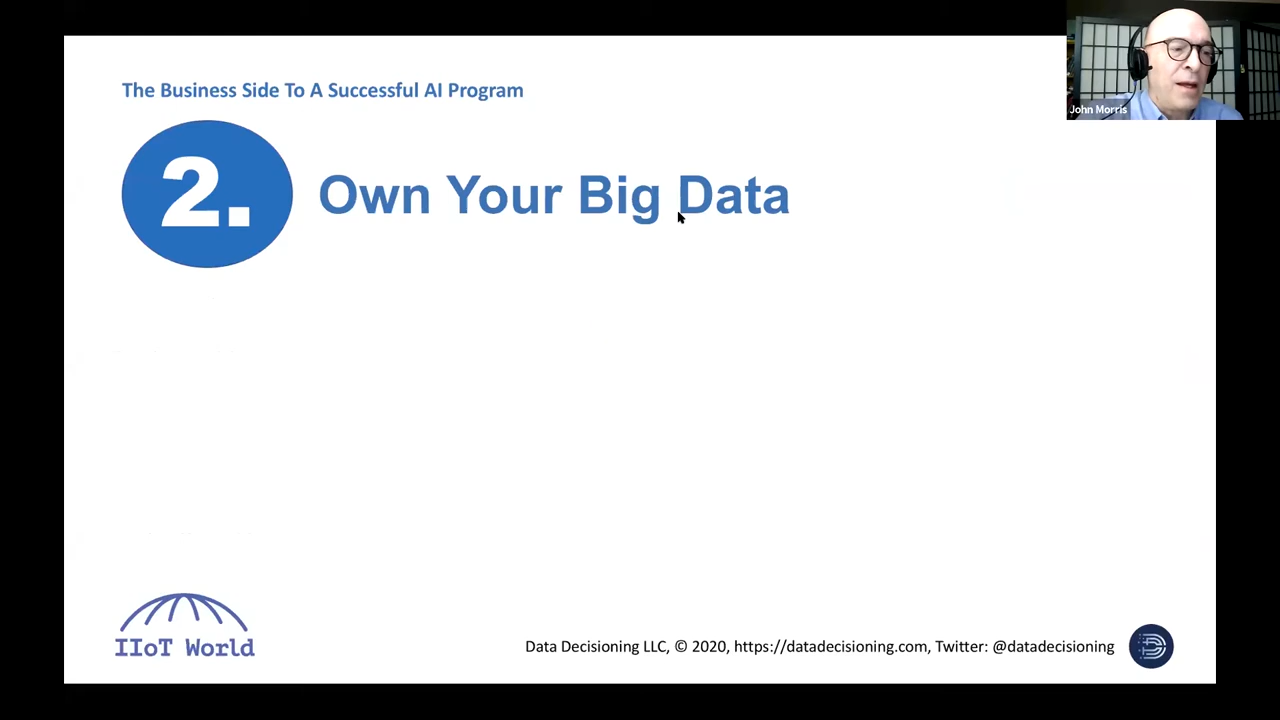 The Business Side To A Successful AI Program
John Morris
2. Own Your Big Data
IIoT World
Data Decisioning LLC, © 2020, https://datadecisioning.com, Twitter: @datadecisioning